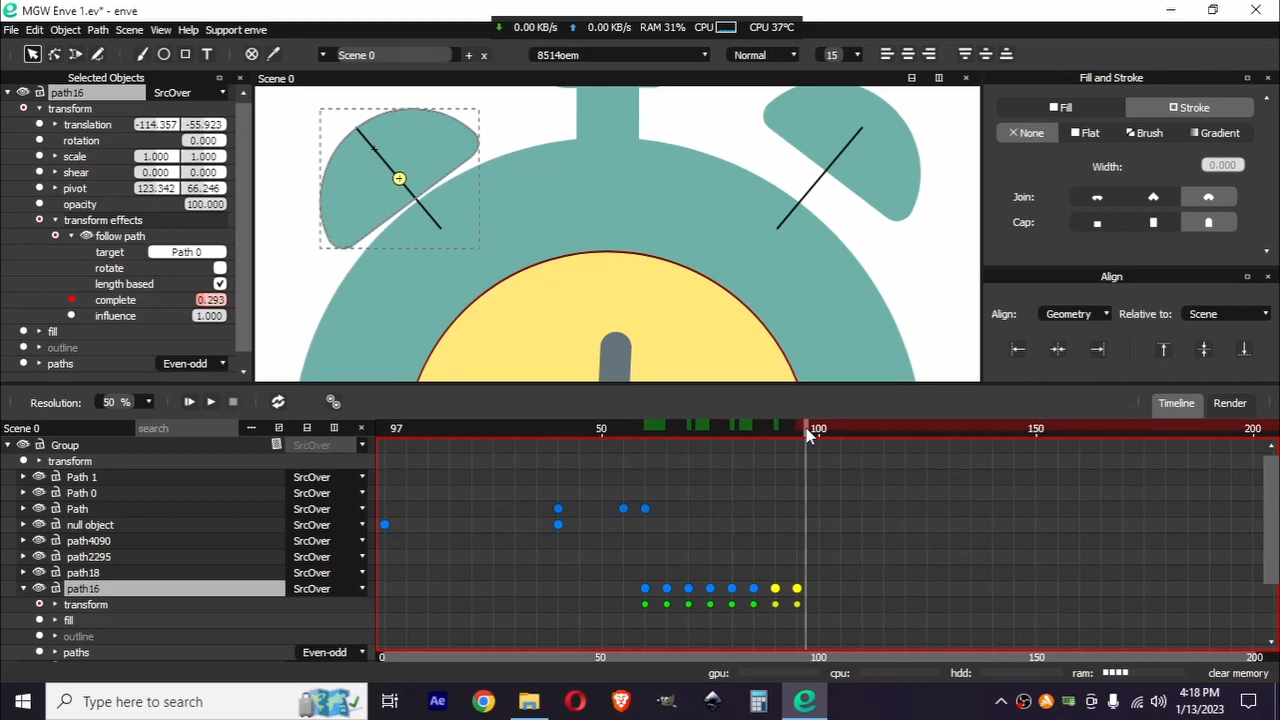 MGW Enve 1.ev* - enve
0.00 KB/s 0.00 KB/s RAM 31% CPU CPU 37°C
File Edit Object Path Scene View Help Support enve
T Scene 0 + x 8514oem Normal 15
Selected Objects
path16 SrcOver
transform
translation -114.357 -55.923
rotation 0.000
scale 1.000 1.000
shear 0.000 0.000
pivot 123.342 66.246
opacity 100.000
transform effects
follow path
target Path 0
rotate
length based
complete 0.293
influence 1.000
fill
outline
paths Even-odd
Scene 0
Fill and Stroke
Fill Stroke
None Flat Brush Gradient
Width: 0.000
Join:
Cap:
Align
Align: Geometry Relative to: Scene
Resolution: 50 % Timeline Render
Scene 0 search 97 50 100 150 200
Group SrcOver
transform
Path 1 SrcOver
Path 0 SrcOver
Path SrcOver
null object SrcOver
path4090 SrcOver
path2295 SrcOver
path18 SrcOver
path16 SrcOver
transform
fill
outline
paths Even-odd
0 50 100 150 200
gpu: cpu: hdd: ram: clear memory
Type here to search
Ae
4:18 PM
1/13/2023